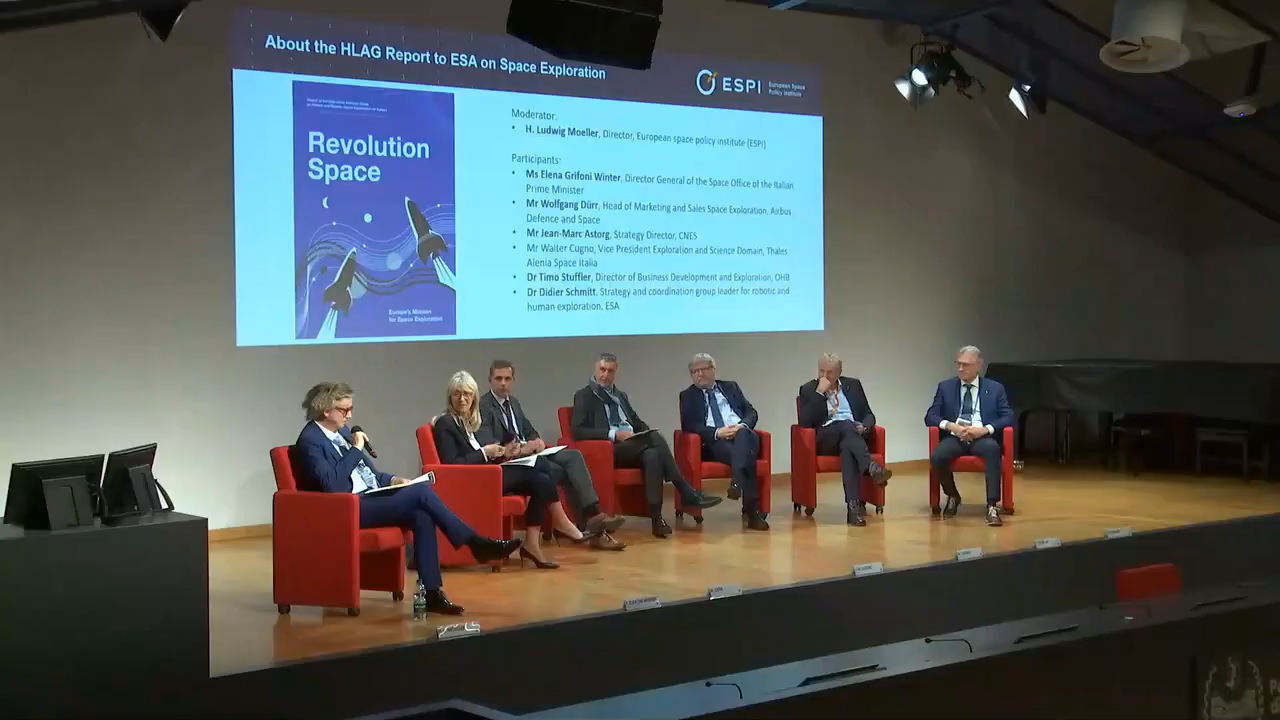 About the HLAG Report to ESA on Space Exploration
ESPI European Space
Policy Institute
Revolution
Space
Europe's Mission
for Space Exploration
Moderator:
• H. Ludwig Moeller, Director, European space policy institute (ESPI)
Participants:
• Ms Elena Grifoni Winter, Director General of the Space Office of the Italian
Prime Minister
• Mr Wolfgang Dürr, Head of Marketing and Sales Space Exploration, Airbus
Defence and Space
• Mr Jean-Marc Astorg, Strategy Director, CNES
• Mr Walter Cugno, Vice President Exploration and Science Domain, Thales
Alenia Space Italia
• Dr Timo Stuffler, Director of Business Development and Exploration, OHB
• Dr Didier Schmitt, Strategy and coordination group leader for robotic and
human exploration, ESA